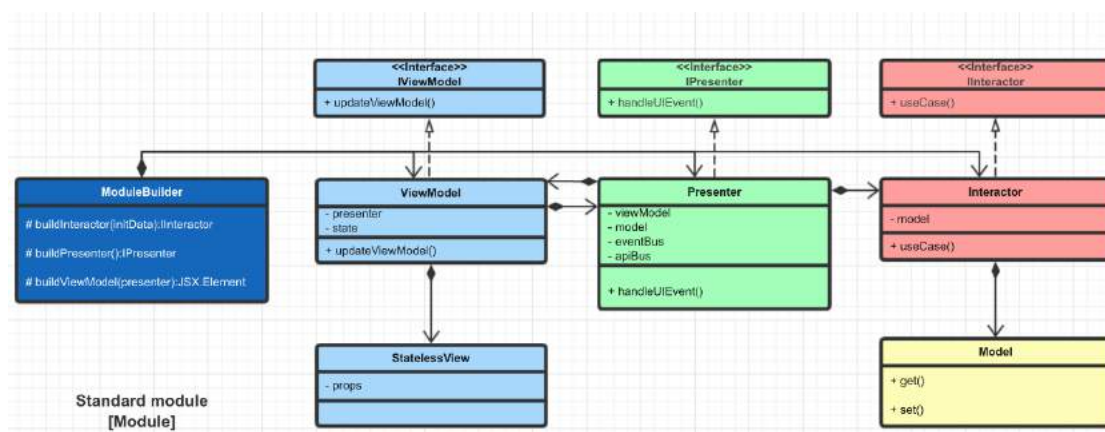 <<Interface>>
IViewModel
+ updateViewModel()
<<Interface>>
IPresenter
+ handleUIEvent()
<<Interface>>
IInteractor
+ useCase()
ModuleBuilder
# buildInteractor(initData):IInteractor
# buildPresenter():IPresenter
# buildViewModel(presenter):JSX.Element
ViewModel
- presenter
- state
+ updateViewModel()
Presenter
- viewModel
- model
- eventBus
- apiBus
+ handleUIEvent()
Interactor
- model
+ useCase()
StatelessView
- props
Model
+ get()
+ set()
Standard module
[Module]